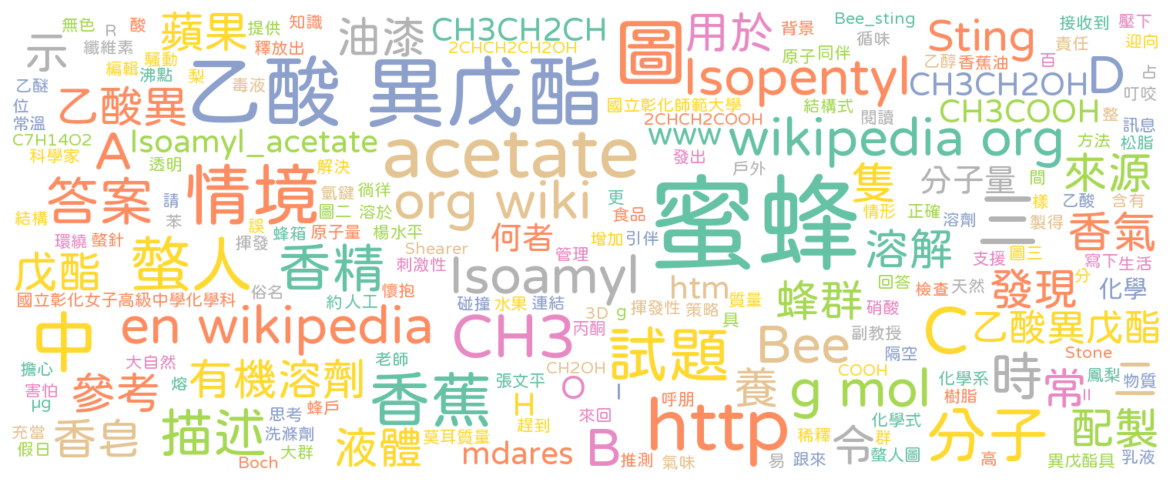 無色 R 酸 蘋果 提供 知識 油漆 CH3CH2CH 圖 用於 背景 Bee_sting 接收到 壓下
示 纖維素 釋放出 2CHCH2CH2OH 原子 同伴 循味 Sting 責任 迎向
乙醚 編輯 騷動 乙酸 異戊酯 Isopentyl 乙醇 香蕉油 百 CH3CH2OH D 占
位 沸點 梨 毒液 國立彰化師範大學 結構式 CH3COOH 整 叮咬
常溫 乙酸異 2CHCH2COOH 閱讀 訊息
C7H14O2 A Isoamyl_acetate acetate www wikipedia org 方法 松脂
科學家 透明 解決 發出 戶外 隻 分子量 間 來源
答案 情境 氫鍵 徜徉 org wiki 更 蜜蜂 情形 三 樣 乙酸 含有
結構 請 苯 圖二 溶於 食品 正確 溶劑 製得 香氣
環繞 螫針 誤 蜂箱 原子量 楊水平 何者 增加 引伴 溶解 圖三
戊酯 螫人 揮發 香精 Shearer 刺激性 管理 Isoamyl 支援 寫下 生活
國立彰化女子高級中學化學科 俗名 約人工 懷抱 碰撞 水果 連結 htm 質量 蜂群 回答 檢查 天然 發現 分 化學
中 en wikipedia CH3 3D g 揮發性 策略 硝酸 C 乙酸異戊酯
擔心 大自然 老師 丙酮 試題 具 Bee 副教授 隔空 Stone 二
害怕 參考 熔 有機溶劑 香蕉 張文平 CH2OH O I 養 g mol COOH 化學系 時 常 鳳梨 物質
µg 蜂戶 思考 H 來回 呼朋 樹脂 II
充當 香皂 描述 洗滌劑 液體 莫耳質量 趕到 B http 稀釋 化學式 令 群 分子 配製
假日 Boch 大群 mdares 推測 氣味 易 跟來 螫人圖 高 異戊酯具 乳液